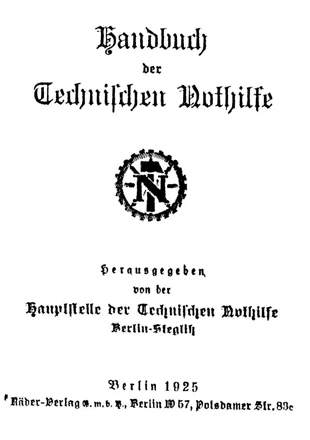 Handbuch
der
Technischen Nothilfe
N
Herausgegeben
von der
Hauptstelle der Technischen Nothilfe
Berlin-Steglitz
Berlin 1925
Räder-Verlag G. m. b. H., Berlin W 57, Potsdamer Str. 83c